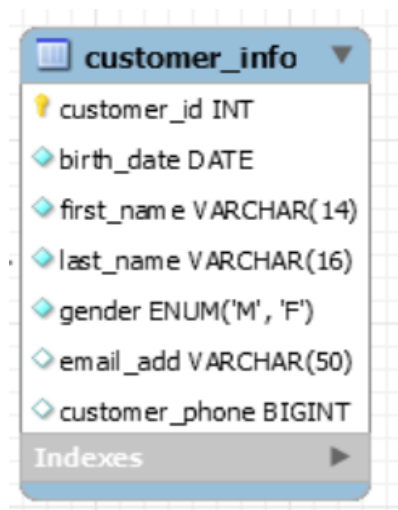 customer_info
customer_id INT
birth_date DATE
first_name VARCHAR(14)
last_name VARCHAR(16)
gender ENUM('M', 'F')
email_add VARCHAR(50)
customer_phone BIGINT
Indexes